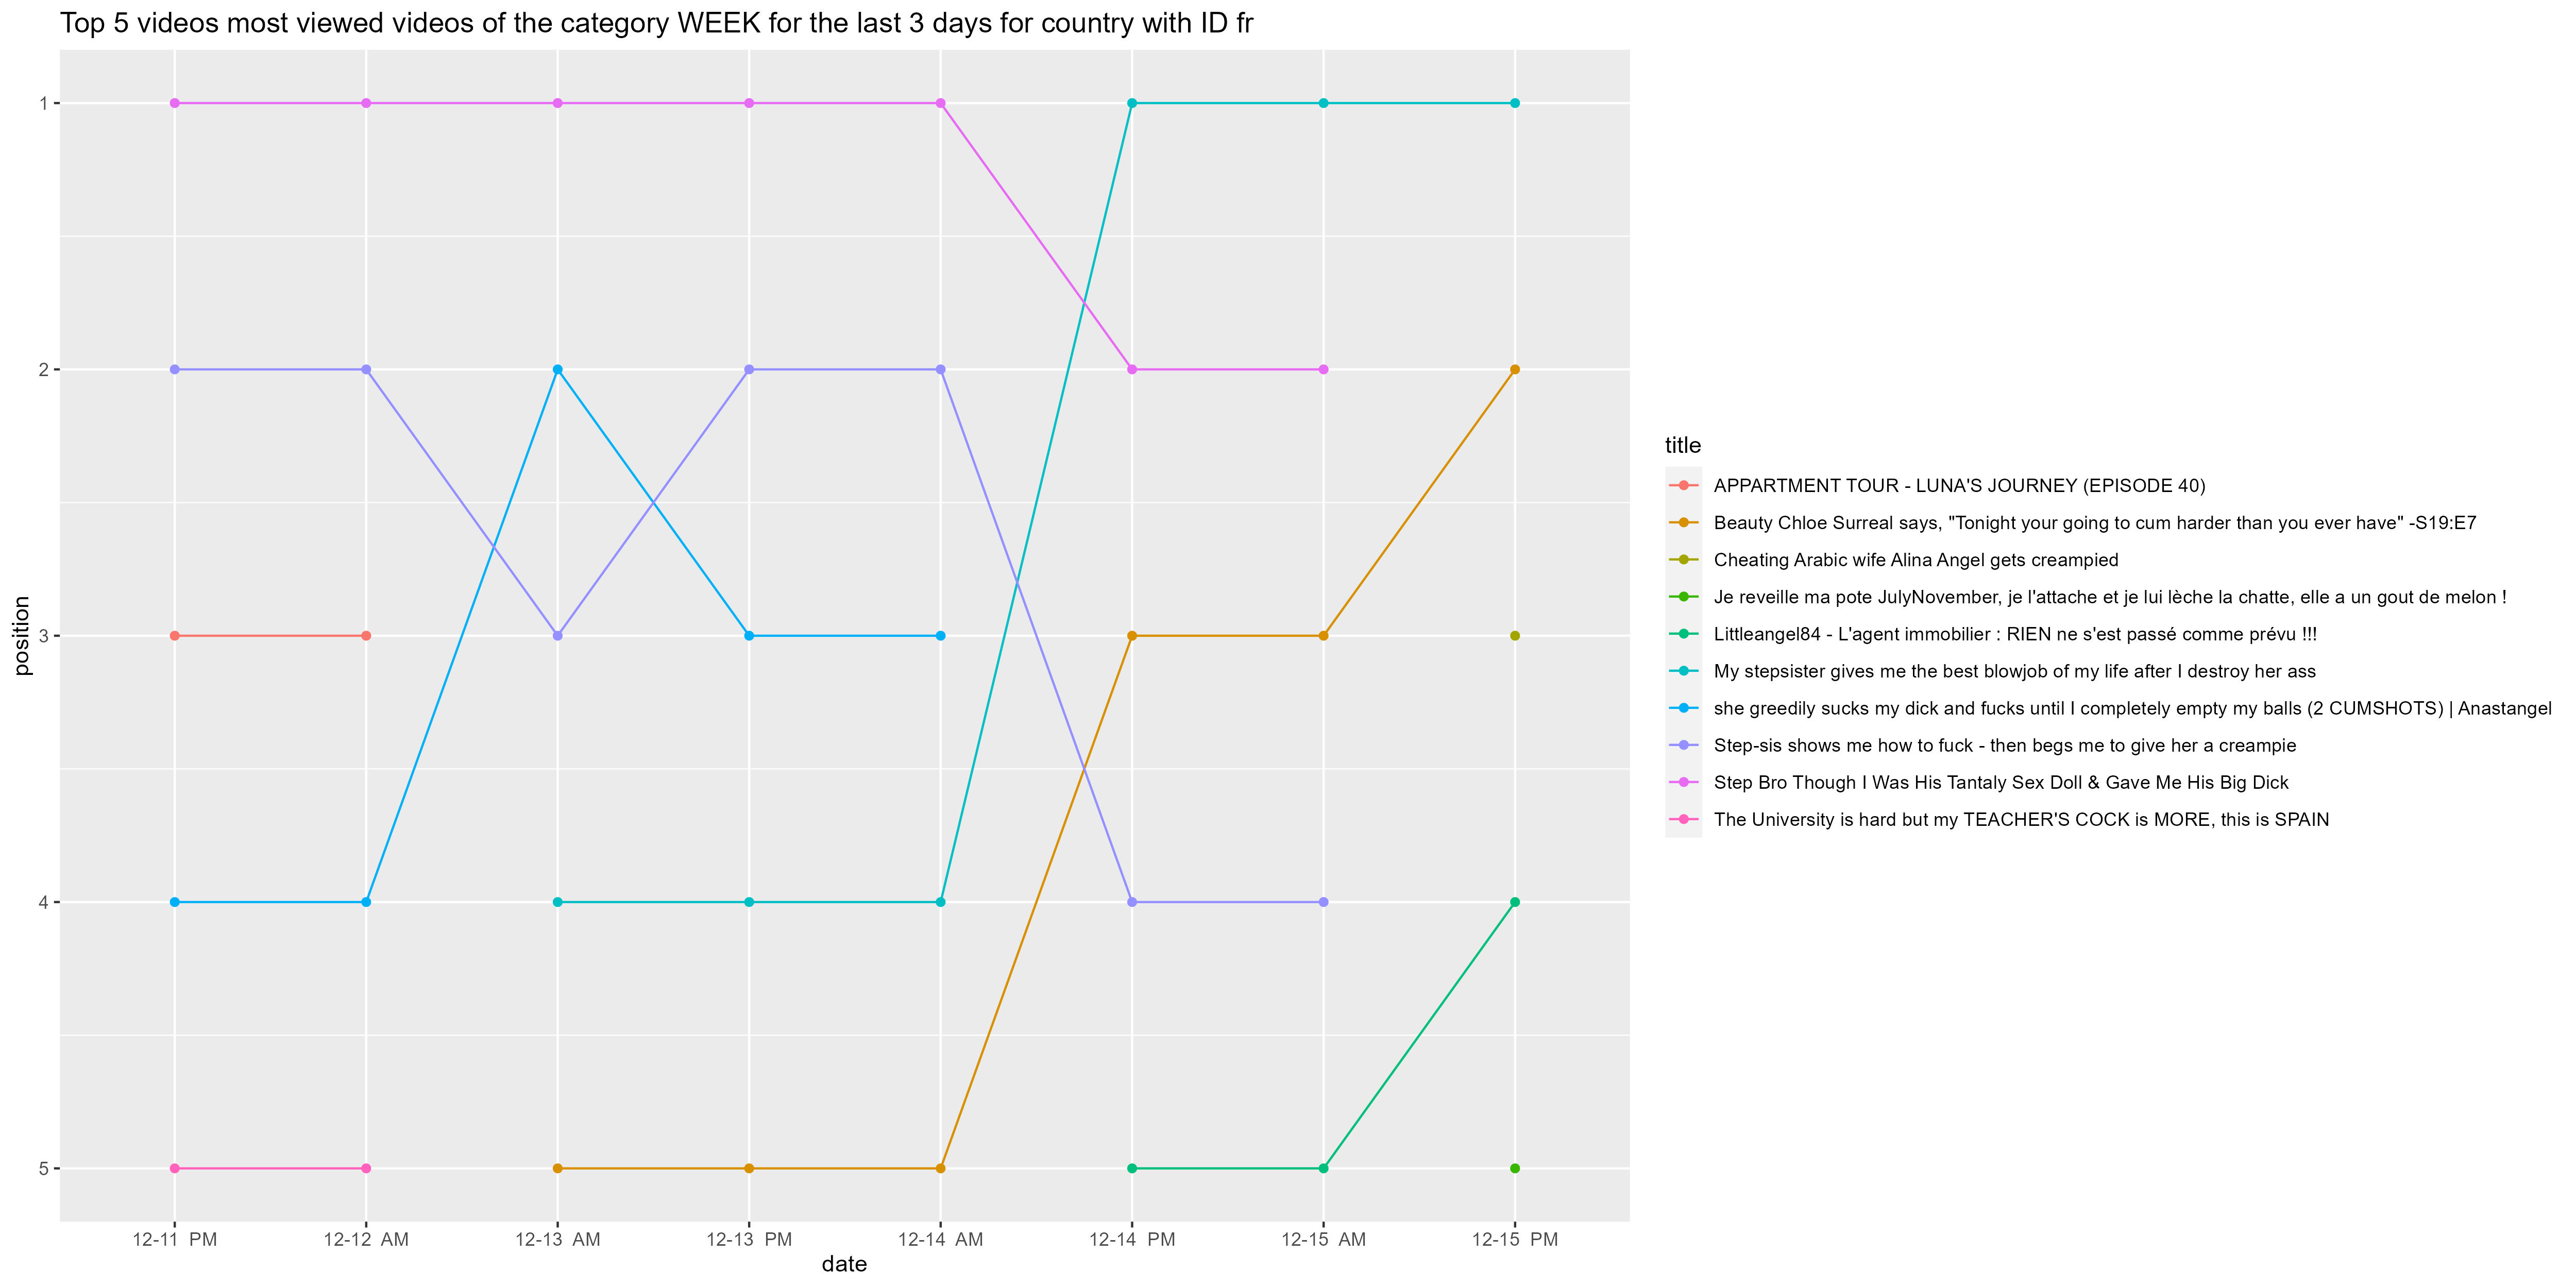 Top 5 videos most viewed videos of the category WEEK for the last 3 days for country with ID fr
1
2
3
4
5
position
12-11 PM
12-12 AM
12-13 AM
12-13 PM
12-14 AM
12-14 PM
12-15 AM
12-15 PM
date
title
APPARTMENT TOUR - LUNA'S JOURNEY (EPISODE 40)
Beauty Chloe Surreal says, "Tonight your going to cum harder than you ever have" -S19:E7
Cheating Arabic wife Alina Angel gets creampied
Je reveille ma pote JulyNovember, je l'attache et je lui lèche la chatte, elle a un gout de melon !
Littleangel84 - L'agent immobilier : RIEN ne s'est passé comme prévu !!!
My stepsister gives me the best blowjob of my life after I destroy her ass
she greedily sucks my dick and fucks until I completely empty my balls (2 CUMSHOTS) | Anastangel
Step-sis shows me how to fuck - then begs me to give her a creampie
Step Bro Though I Was His Tantaly Sex Doll & Gave Me His Big Dick
The University is hard but my TEACHER'S COCK is MORE, this is SPAIN